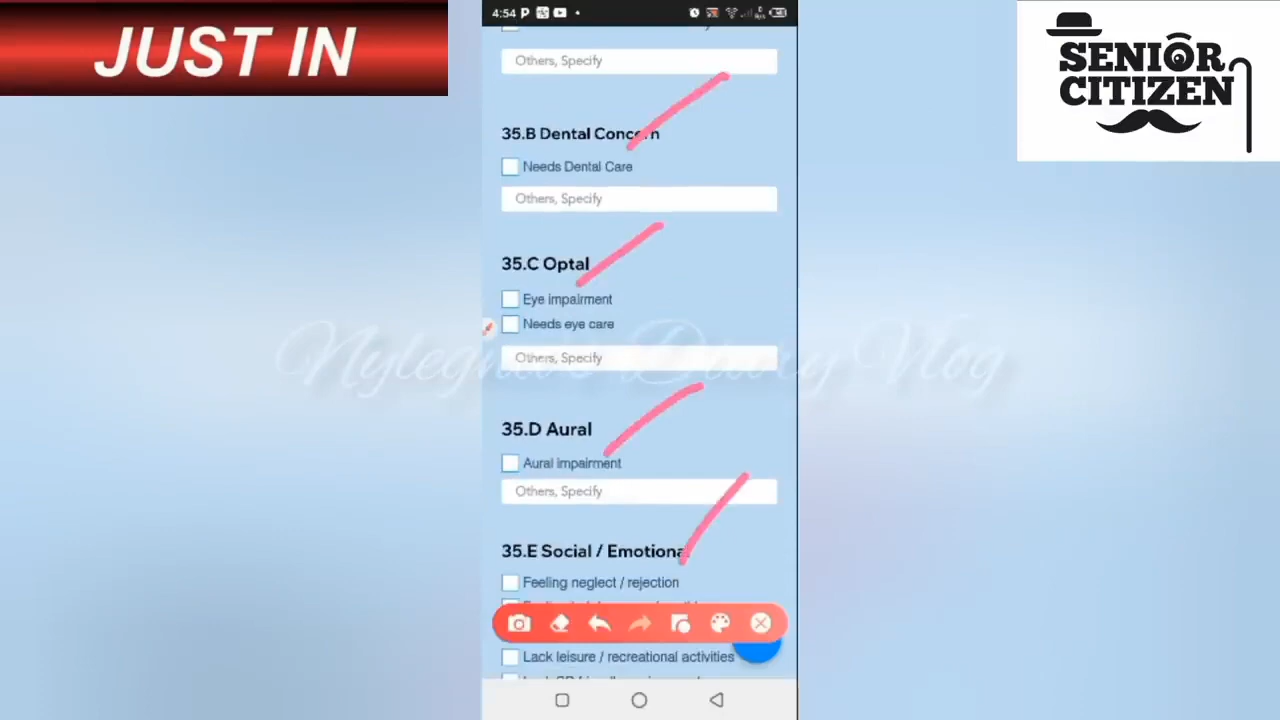 JUST IN
4:54
SENIOR
CITIZEN
Others, Specify
35.B Dental Concern
Needs Dental Care
Others, Specify
35.C Optal
Eye impairment
Needs eye care
Others, Specify
Diary Vlog
35.D Aural
Aural impairment
Others, Specify
35.E Social / Emotional
Feeling neglect / rejection
Lack leisure / recreational activities